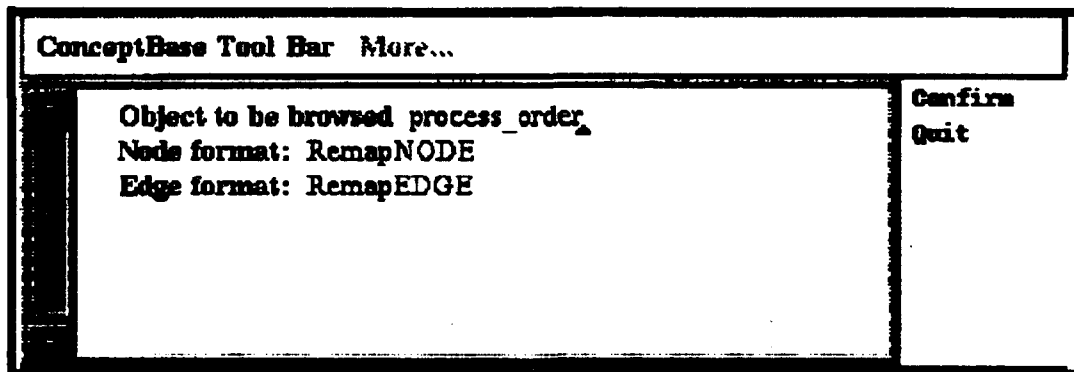 ConceptBase Tool Bar More...
Object to be browsed process_order
Node format: RemapNODE
Edge format: RemapEDGE
Confirm
Quit